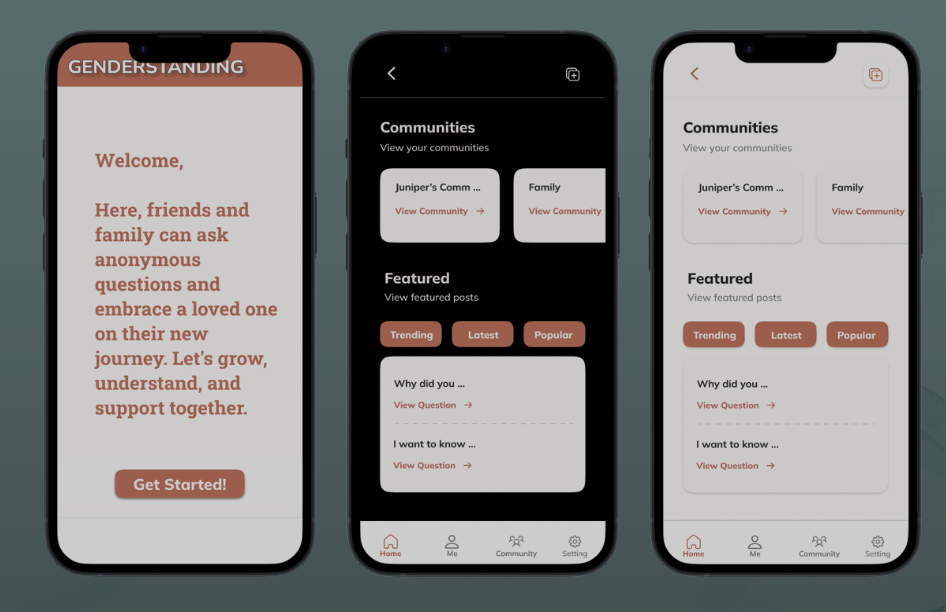 GENDERSTANDING
Welcome,
Here, friends and
family can ask
anonymous
questions and
embrace a loved one
on their new
journey. Let's grow,
understand, and
support together.
Get Started!
Communities
View your communities
Juniper's Comm ...
View Community →
Family
View Community
Featured
View featured posts
Trending
Latest
Popular
Why did you ...
View Question →
I want to know ...
View Question →
Home
Me
Community
Setting
Communities
View your communities
Juniper's Comm ...
View Community →
Family
View Community
Featured
View featured posts
Trending
Latest
Popular
Why did you ...
View Question →
I want to know ...
View Question →
Home
Me
Community
Setting